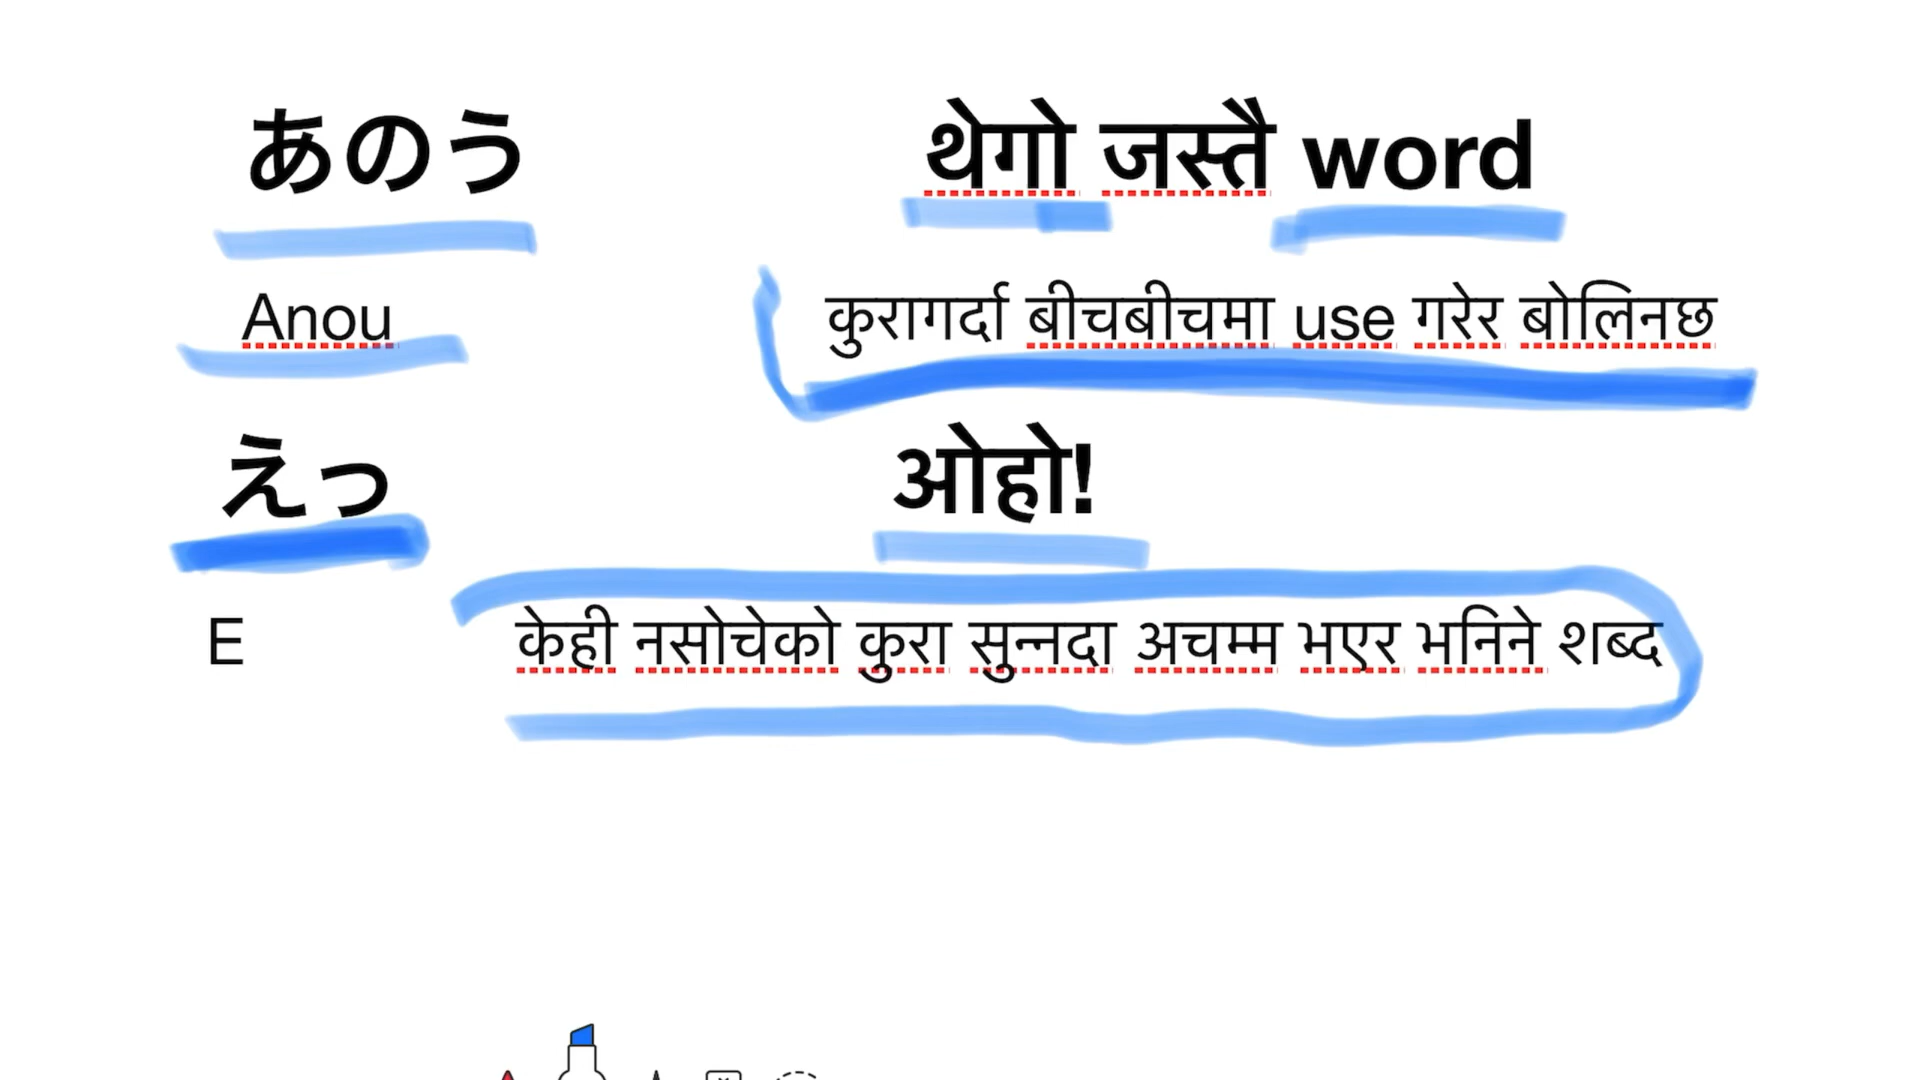 あのう थेगो जस्तै word
Anou कुरागर्दा बीचबीचमा use गरेर बोलिनछ
えっ ओहो!
E केही नसोचेको कुरा सुन्नदा अचम्म भएर भनिने शब्द